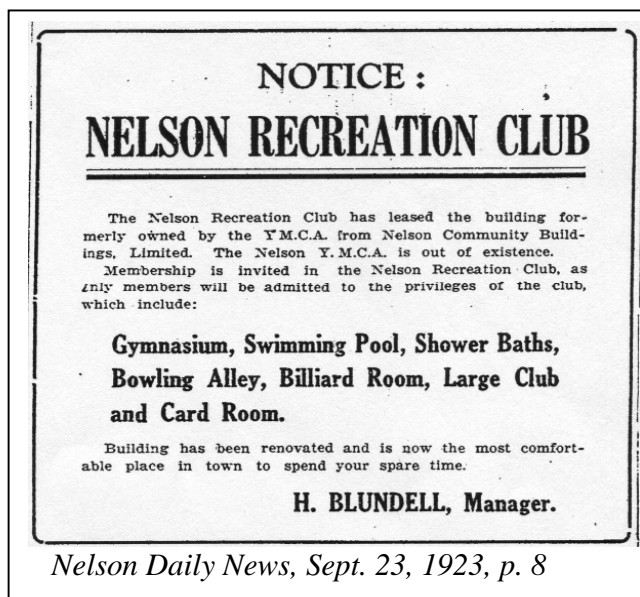 NOTICE :
NELSON RECREATION CLUB
The Nelson Recreation Club has leased the building for-
merly owned by the Y M.C.A. from Nelson Community Build-
ings, Limited. The Nelson Y. M.C.A. is out of existence.
Membership is invited in the Nelson Recreation Club, as
only members will be admitted to the privileges of the club,
which include:
Gymnasium, Swimming Pool, Shower Baths,
Bowling Alley, Billiard Room, Large Club
and Card Room.
Building has been renovated and is now the most comfort-
able place in town to spend your spare time.
H. BLUNDELL, Manager.
Nelson Daily News, Sept. 23, 1923, p. 8